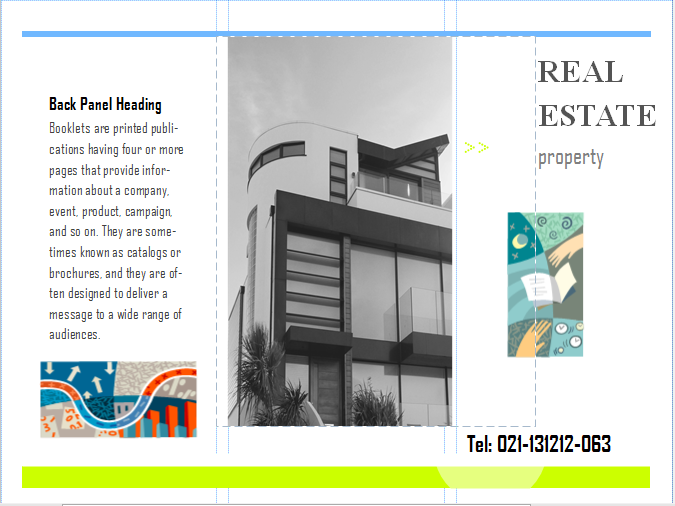 Back Panel Heading
Booklets are printed publi-
cations having four or more
pages that provide infor-
mation about a company,
event, product, campaign,
and so on. They are some-
times known as catalogs or
brochures, and they are of-
ten designed to deliver a
message to a wide range of
audiences.
>>
REAL
ESTATE
property
Tel: 021-131212-063